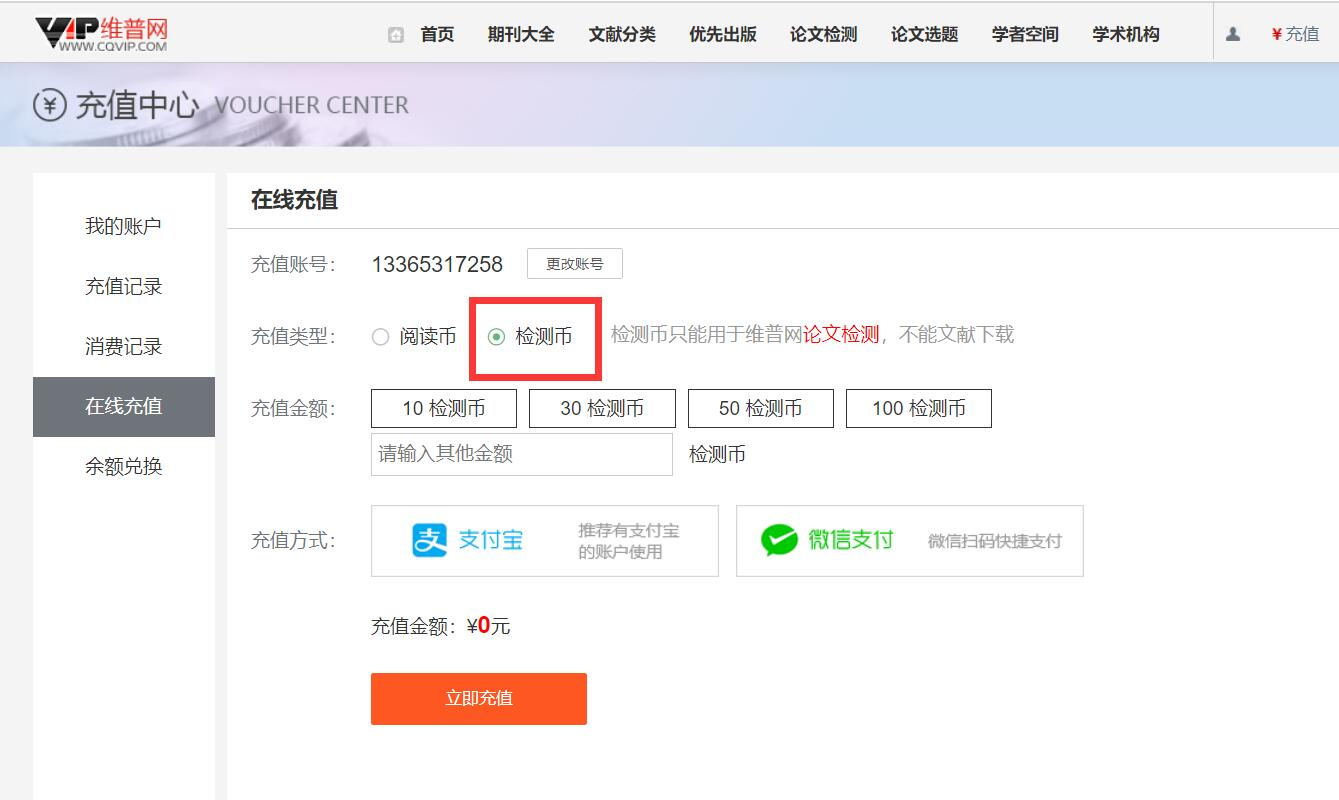 VIP维普网
WWW.CQVIP.COM
首页 期刊大全 文献分类 优先出版 论文检测 论文选题 学者空间 学术机构 ¥充值
¥ 充值中心 VOUCHER CENTER
我的账户
充值记录
消费记录
在线充值
余额兑换
在线充值
充值账号： 13365317258 更改账号
充值类型： 阅读币 检测币 检测币只能用于维普网论文检测，不能文献下载
充值金额： 10 检测币 30 检测币 50 检测币 100 检测币
请输入其他金额 检测币
充值方式： 支 支付宝 推荐有支付宝
的账户使用
微信支付 微信扫码快捷支付
充值金额：¥0元
立即充值